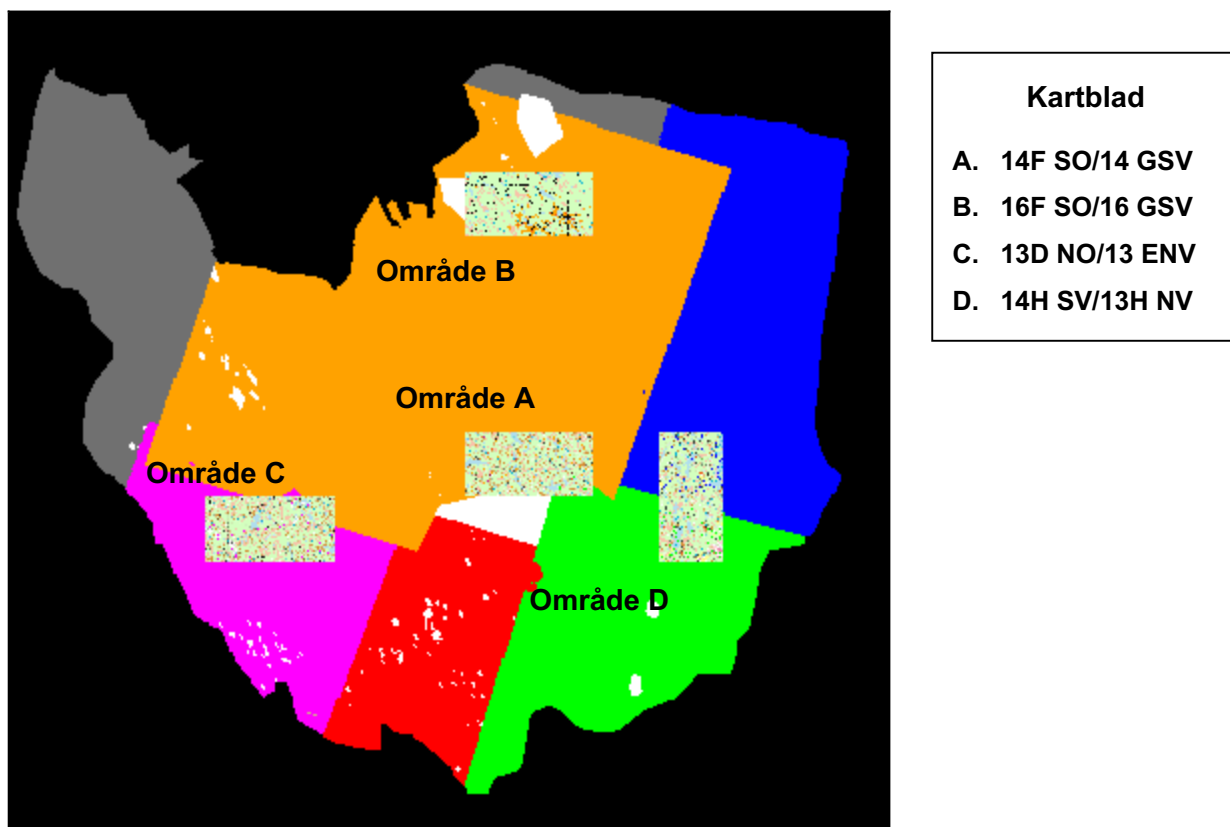 Område B
Område A
Område C
Område D
Kartblad
A. 14F SO/14 GSV
B. 16F SO/16 GSV
C. 13D NO/13 ENV
D. 14H SV/13H NV